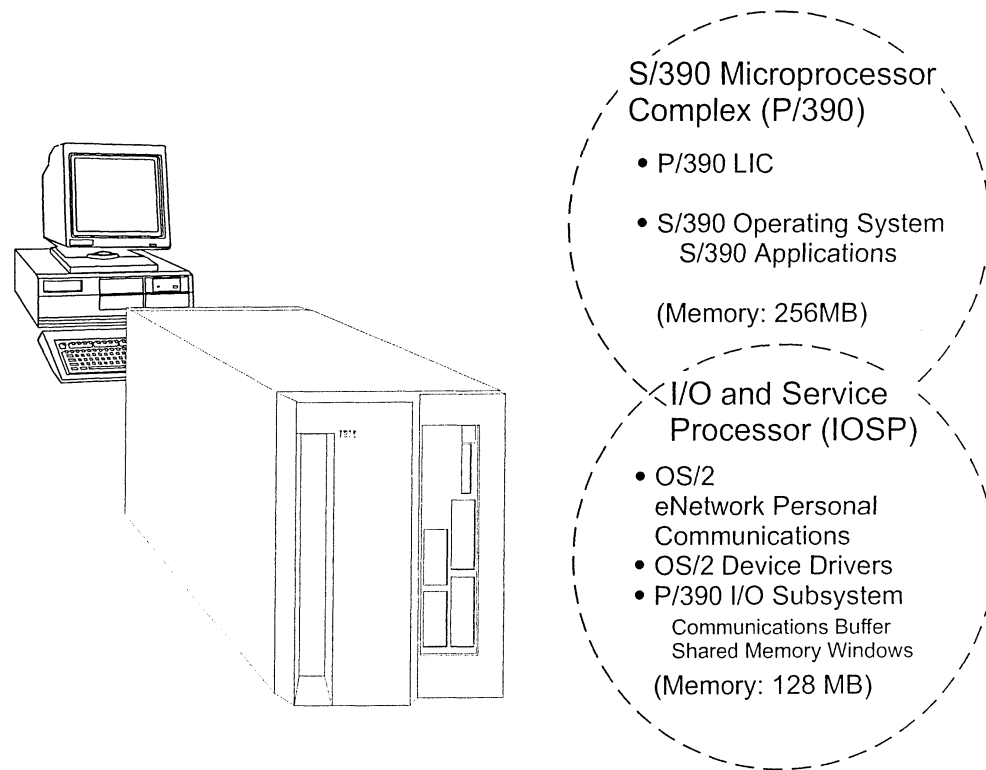 S/390 Microprocessor
Complex (P/390)
• P/390 LIC
• S/390 Operating System
S/390 Applications
(Memory: 256MB)
I/O and Service
Processor (IOSP)
• OS/2
eNetwork Personal
Communications
• OS/2 Device Drivers
• P/390 I/O Subsystem
Communications Buffer
Shared Memory Windows
(Memory: 128 MB)
IBM